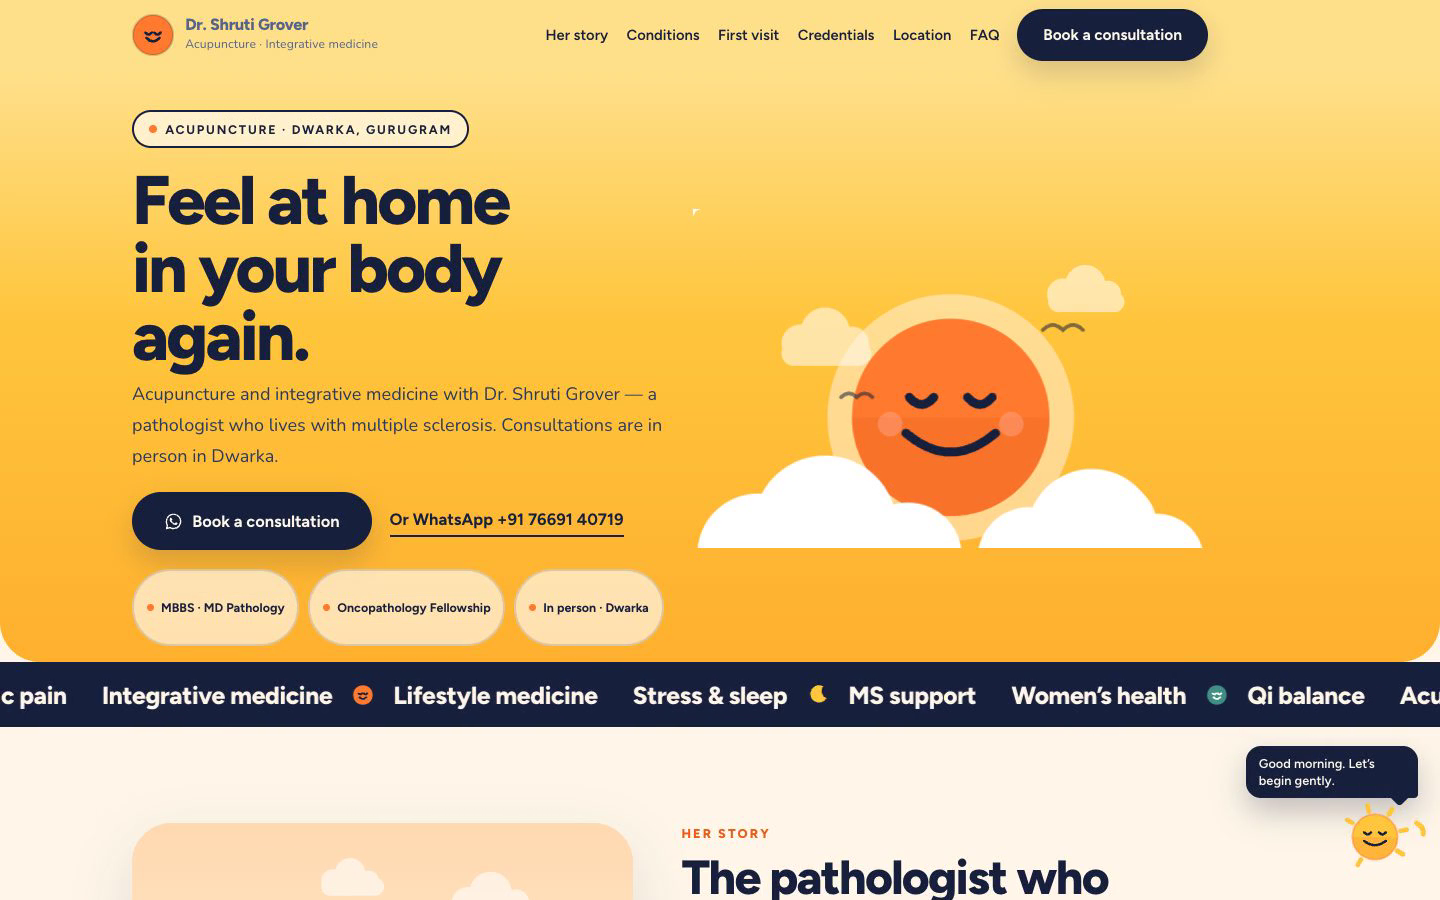 Dr. Shruti Grover
Acupuncture · Integrative medicine
Her story
Conditions
First visit
Credentials
Location
FAQ
Book a consultation
ACUPUNCTURE · DWARKA, GURUGRAM
Feel at home
in your body
again.
Acupuncture and integrative medicine with Dr. Shruti Grover — a
pathologist who lives with multiple sclerosis. Consultations are in
person in Dwarka.
Book a consultation
Or WhatsApp +91 76691 40719
MBBS · MD Pathology
Oncopathology Fellowship
In person · Dwarka
c pain Integrative medicine Lifestyle medicine Stress & sleep MS support Women’s health Qi balance Acu
Good morning. Let’s
begin gently.
HER STORY
The pathologist who